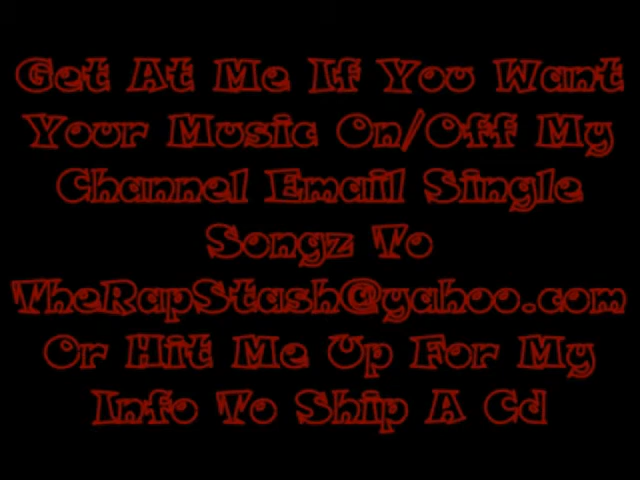 Get At Me If You Want
Your Music On/Off My
Channel Email Single
Songz To
TheRapStash@yahoo.com
Or Hit Me Up For My
Info To Ship A Cd